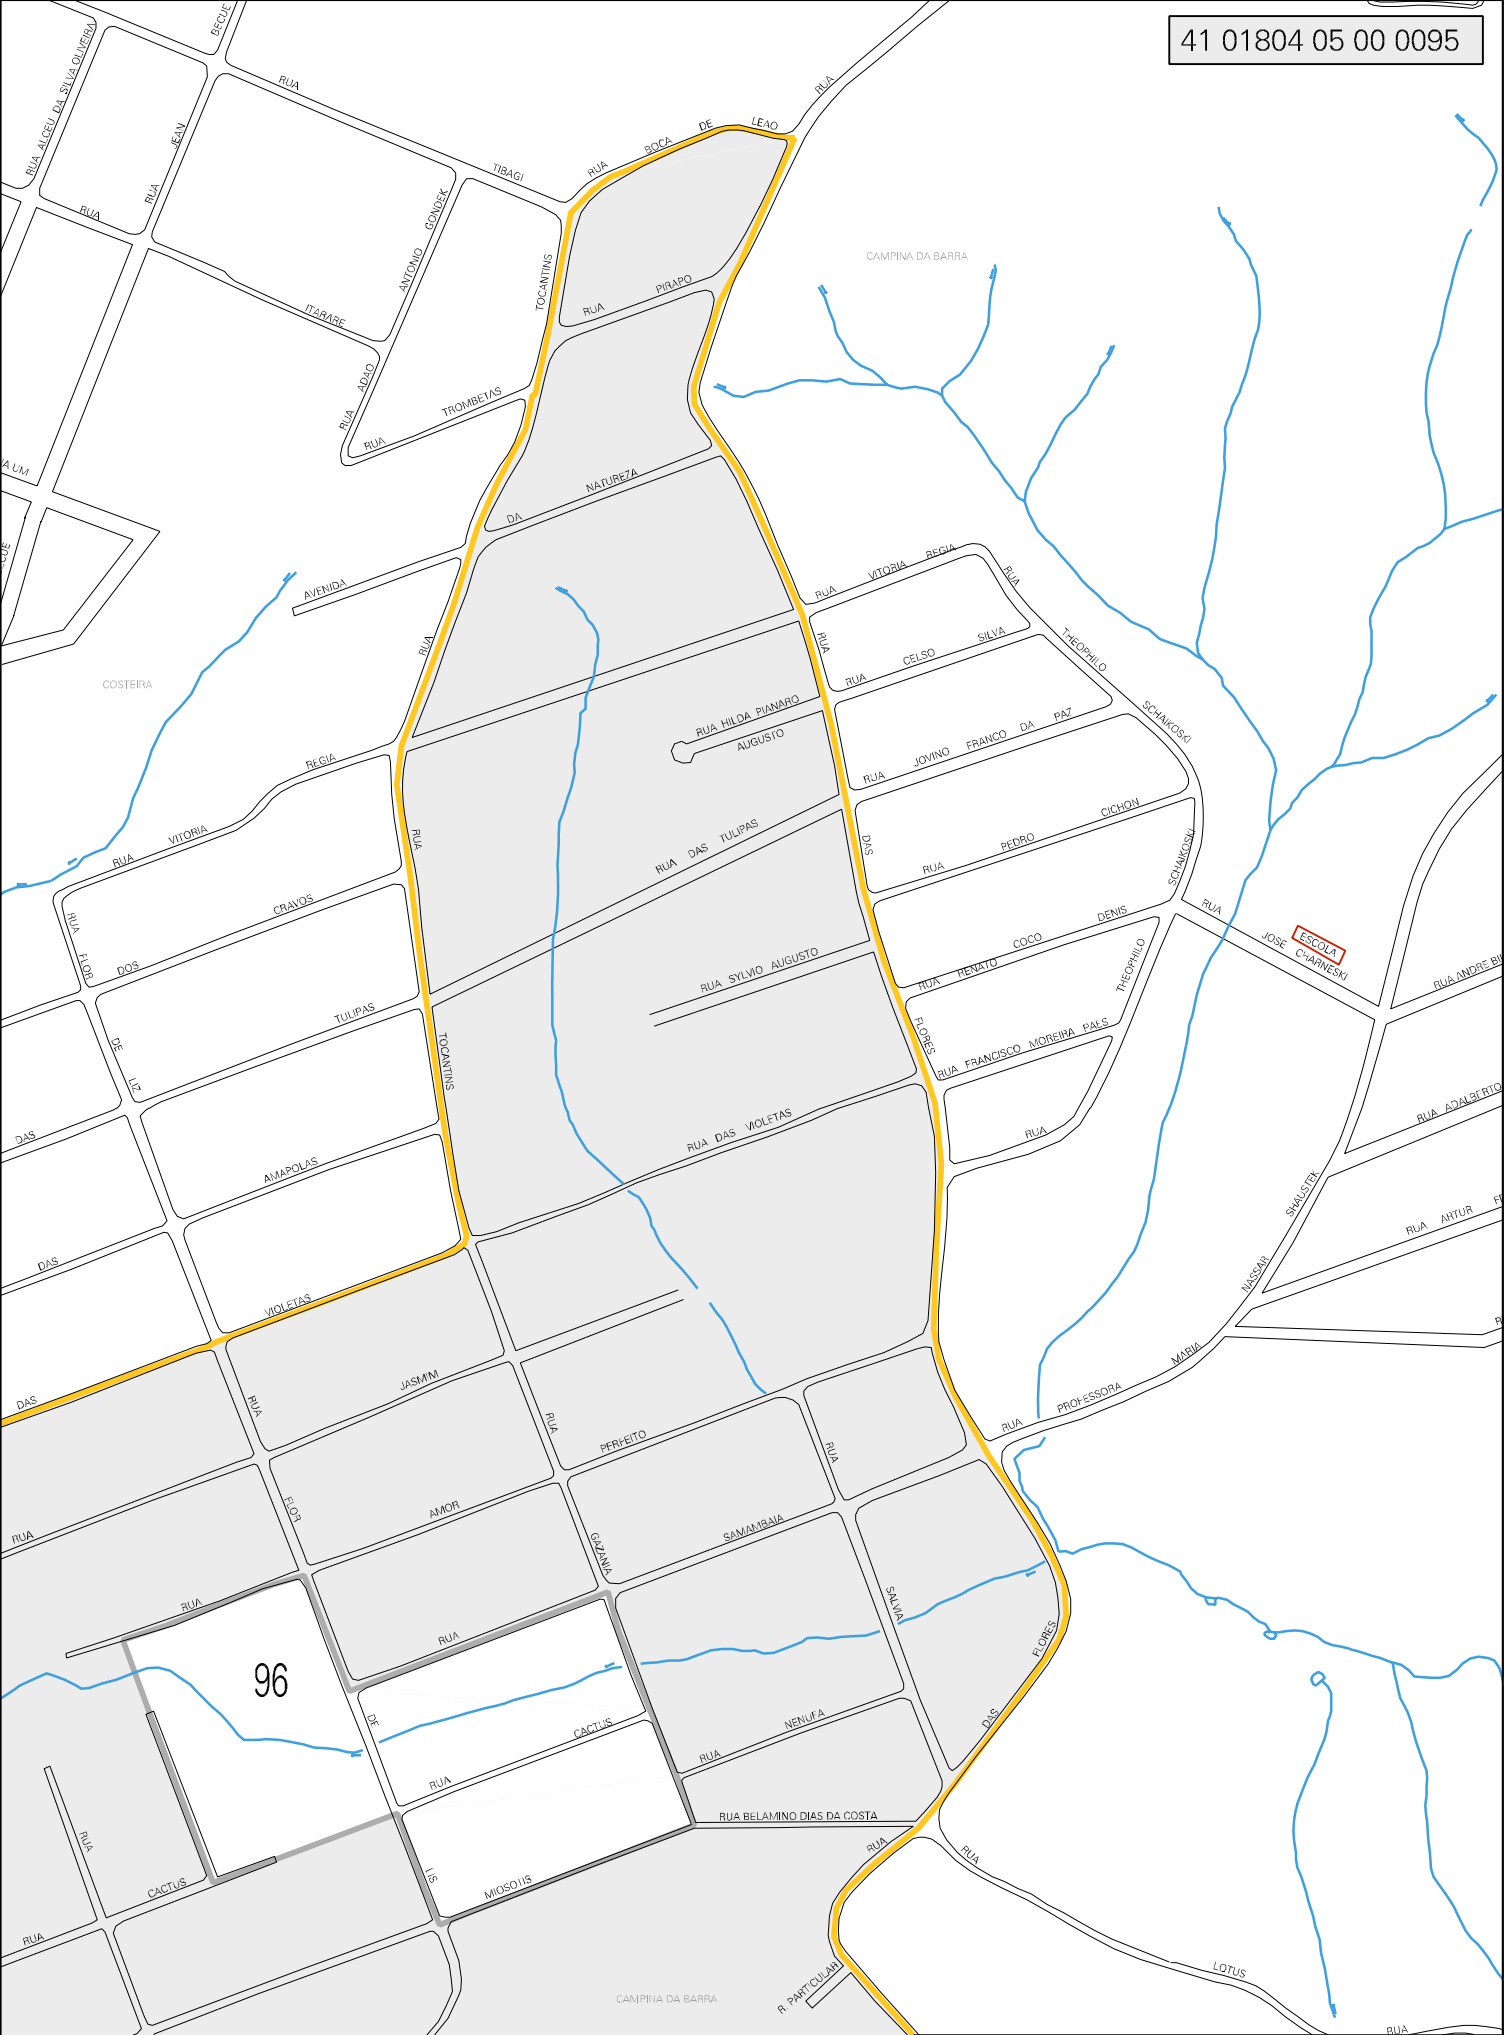 41 01804 05 00 0095
BECUE
RUA ALCEU DA SILVA OLIVEIRA
RUA
TIBAGI
RUA JEAN
RUA
ITARARE
RUA ADAO
ANTONIO GONDEK
RUA
BOCA
DE
LEAO
RUA
TOCANTINS
RUA PIRAPO
CAMPINA DA BARRA
RUA TROMBETAS
DA NATUREZA
AVENIDA
RUA
COSTEIRA
RUA VITORIA REGIA
RUA
THEOPHILO
SCHAIKOSKI
RUA CELSO SILVA
RUA
RUA HILDA PIANARO
AUGUSTO
RUA JOVINO FRANCO DA PAZ
RUA VITORIA REGIA
RUA
RUA DAS TULIPAS
DAS
RUA PEDRO CICHON
SCHAIKOSKI
RUA FLOR
DOS CRAVOS
RUA
JOSE CHARNESKI
ESCOLA
RUA RENATO COCO DENIS
THEOPHILO
RUA SYLVIO AUGUSTO
RUA ANDRE
TULIPAS
TOCANTINS
FLORES
RUA FRANCISCO MOREIRA PAES
DE LIZ
DAS
RUA DAS VIOLETAS
RUA
RUA ADALBERTO
AMAPOLAS
SHAUSTEK
RUA ARTUR
DAS
NASSAR
VIOLETAS
DAS
MARIA
PROFESSORA
RUA
JASMIM
RUA
RUA
PERFEITO
RUA
RUA
FLOR
AMOR
SAMAMBAIA
GAZANIA
SALVIA
RUA
RUA
FLORES
96
DE
CACTUS
RUA
NENUFA
RUA
DAS
RUA BELAMINO DIAS DA COSTA
RUA
RUA
RUA
LIS
MIOSOTIS
CACTUS
RUA
LOTUS
R. PARTICULAR
CAMPINA DA BARRA
RUA